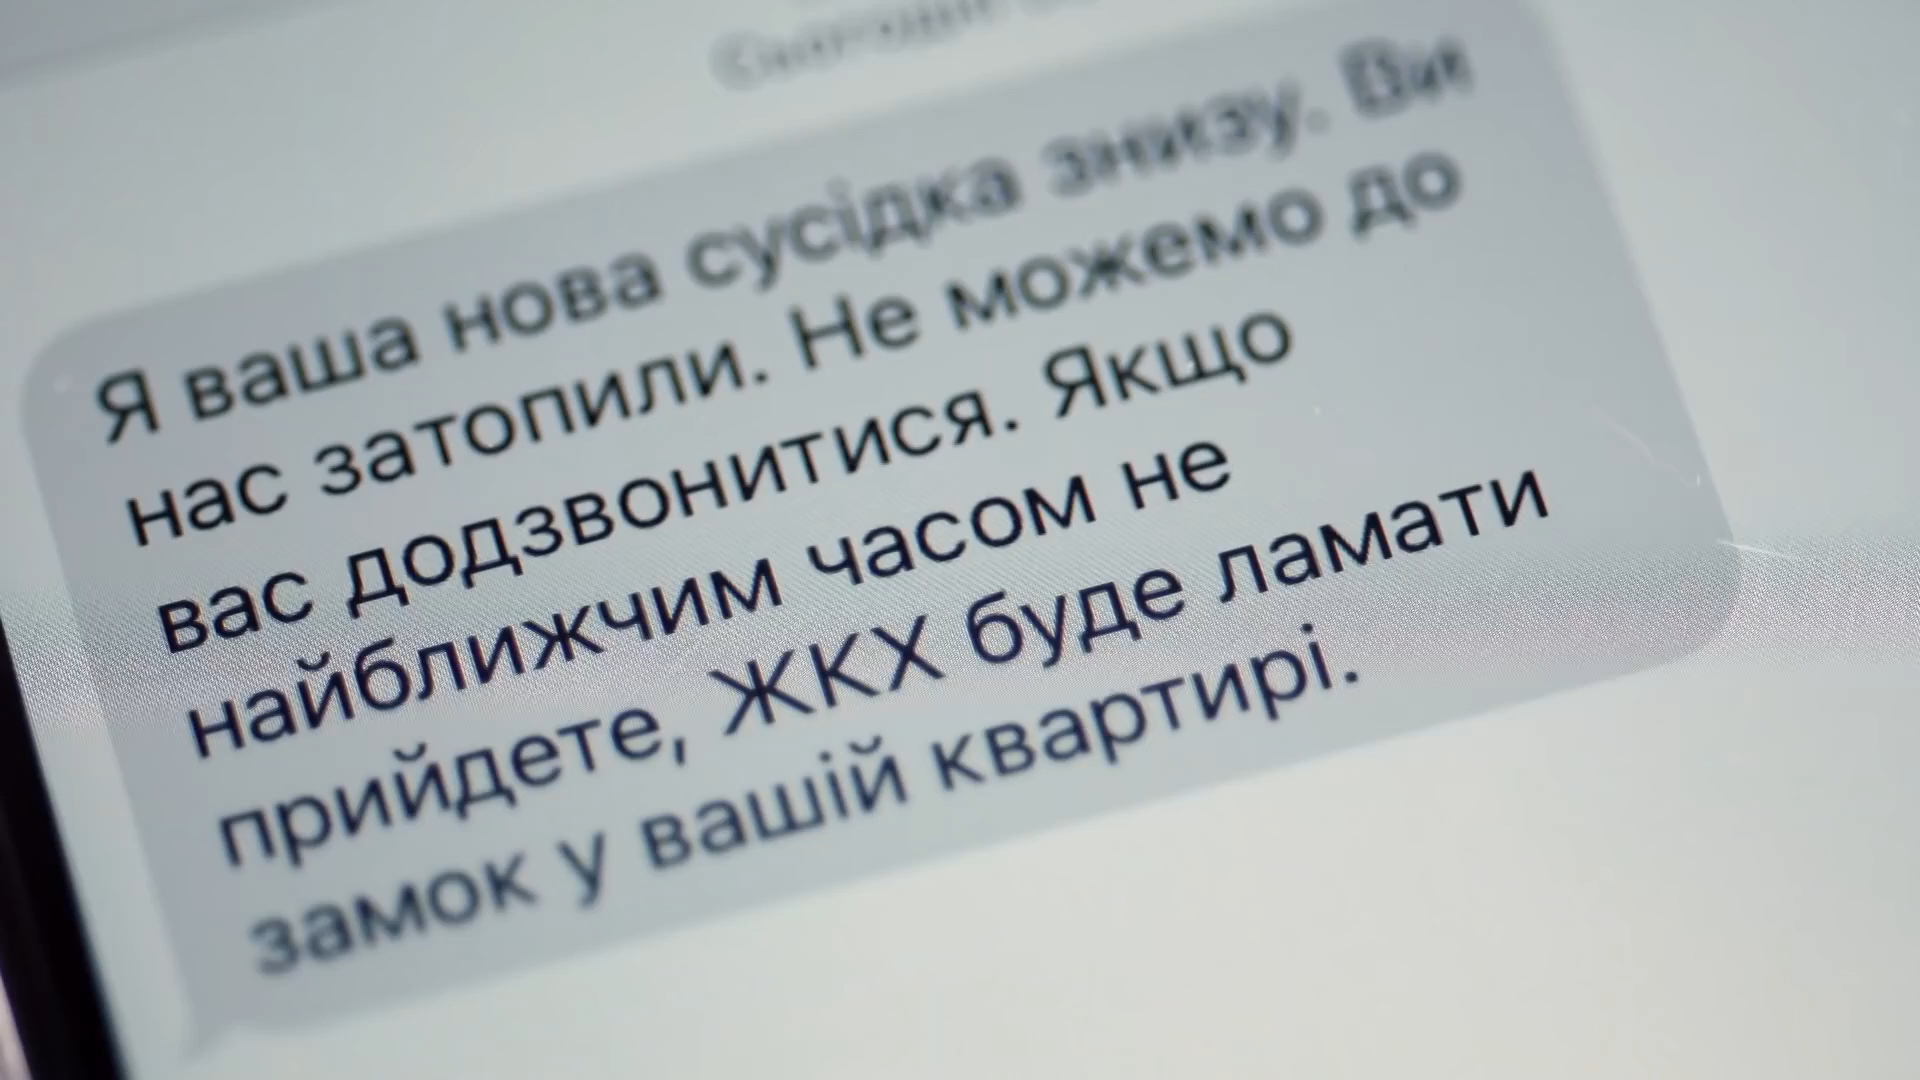 Сьогодні
Я ваша нова сусідка знизу. Ви
нас затопили. Не можемо до
вас додзвонитися. Якщо
найближчим часом не
прийдете, ЖКХ буде ламати
замок у вашій квартирі.